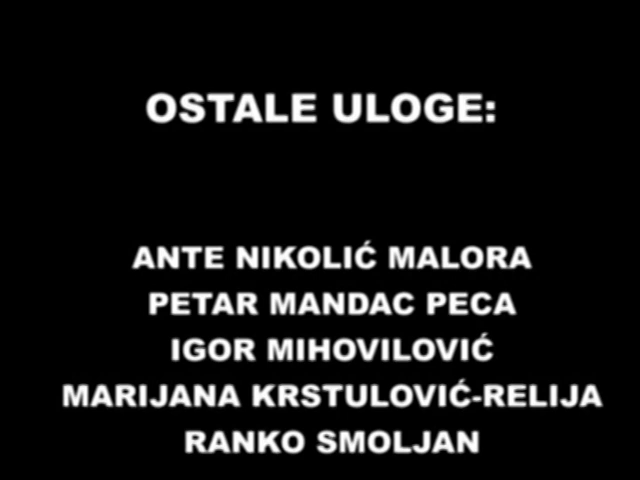 OSTALE ULOGE:
ANTE NIKOLIĆ MALORA
PETAR MANDAC PECA
IGOR MIHOVILOVIĆ
MARIJANA KRSTULOVIĆ-RELIJA
RANKO SMOLJAN